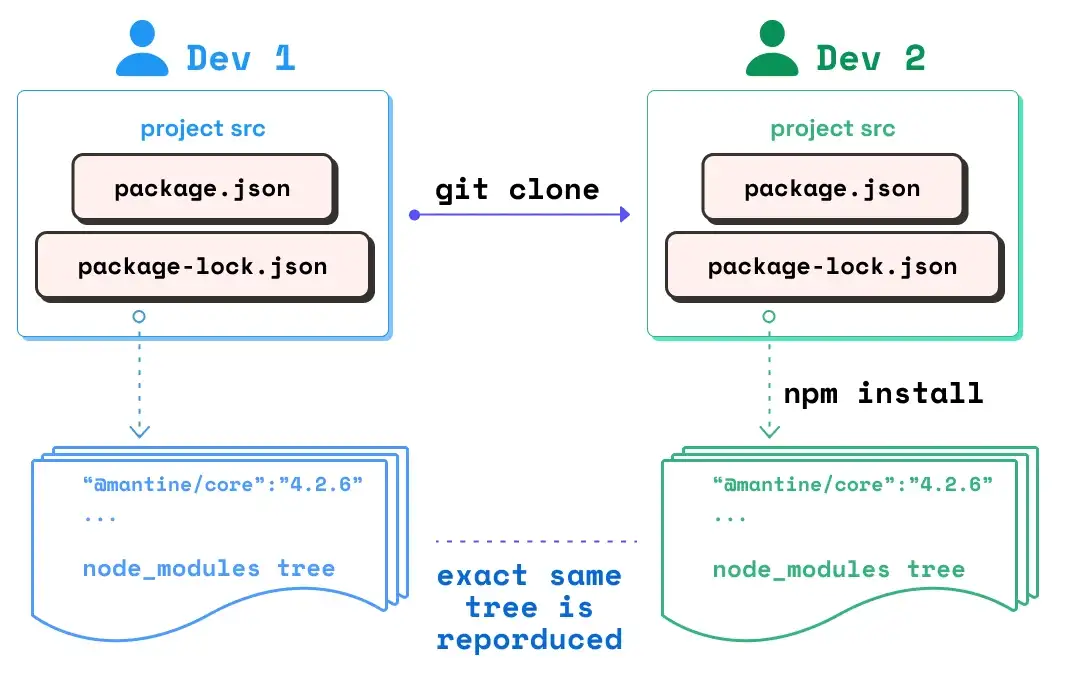 Dev 1
project src
package.json
package-lock.json
“@mantine/core”:”4.2.6”
...
node_modules tree
git clone
Dev 2
project src
package.json
package-lock.json
npm install
“@mantine/core”:”4.2.6”
...
node_modules tree
exact same
tree is
reporduced